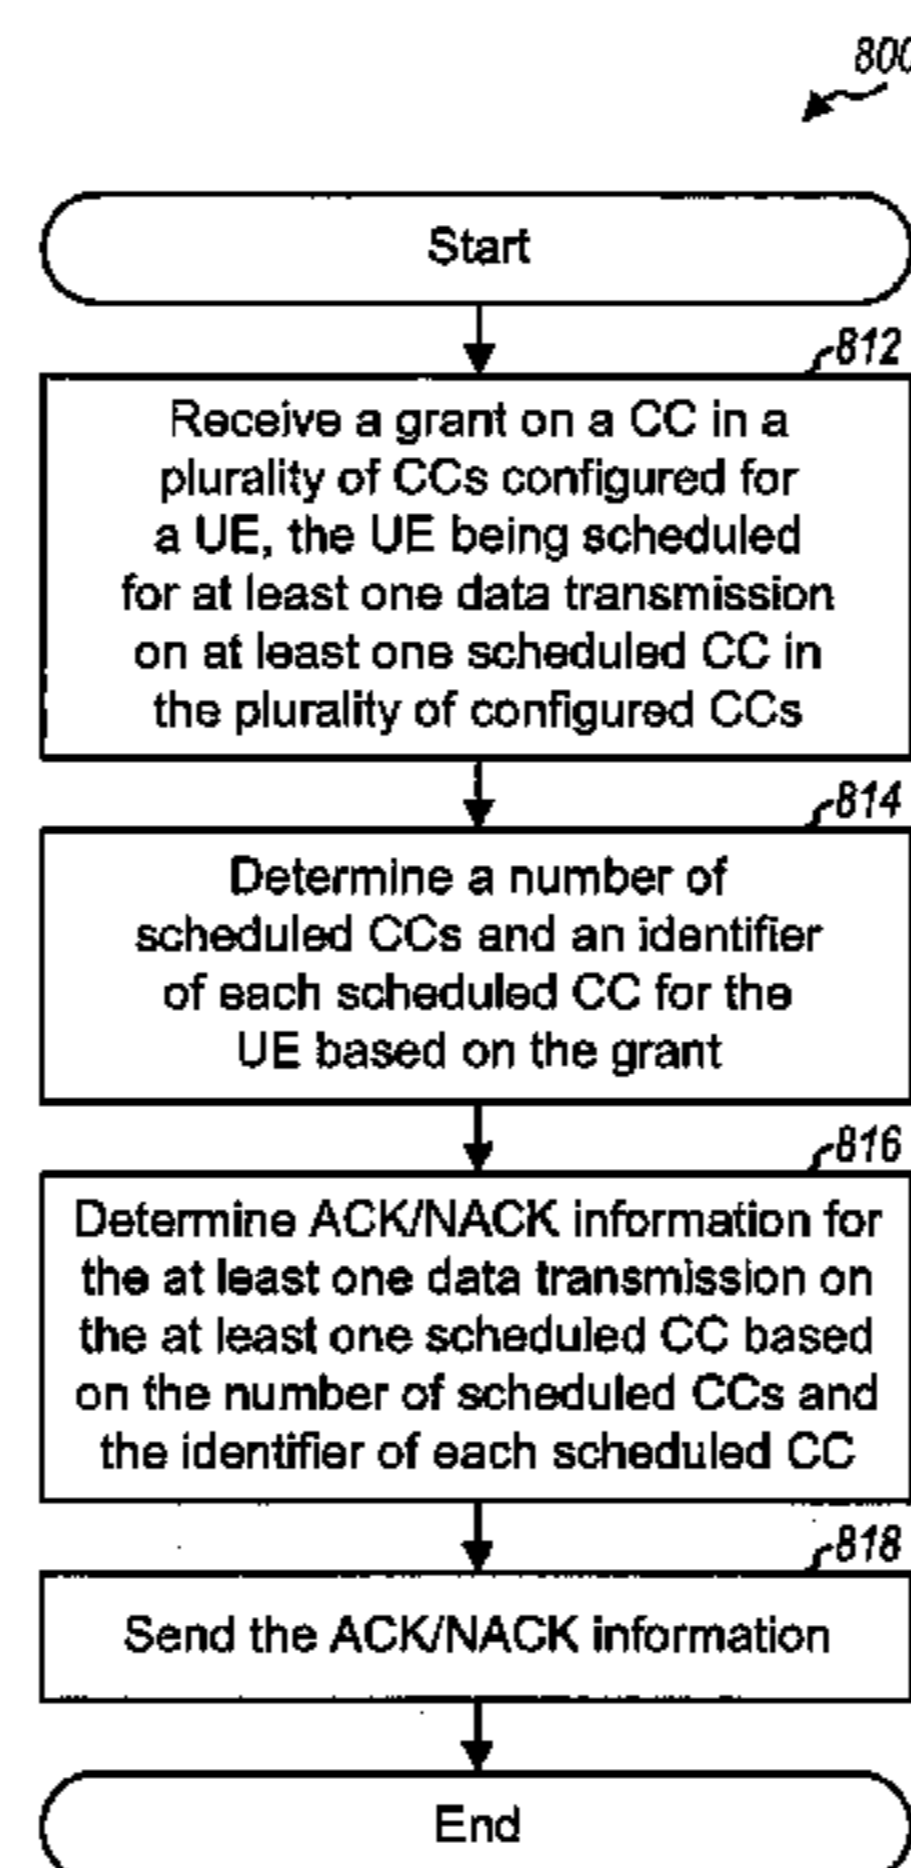 800
Start
812
Receive a grant on a CC in a
plurality of CCs configured for
a UE, the UE being scheduled
for at least one data transmission
on at least one scheduled CC in
the plurality of configured CCs
814
Determine a number of
scheduled CCs and an identifier
of each scheduled CC for the
UE based on the grant
816
Determine ACK/NACK information for
the at least one data transmission on
the at least one scheduled CC based
on the number of scheduled CCs and
the identifier of each scheduled CC
818
Send the ACK/NACK information
End